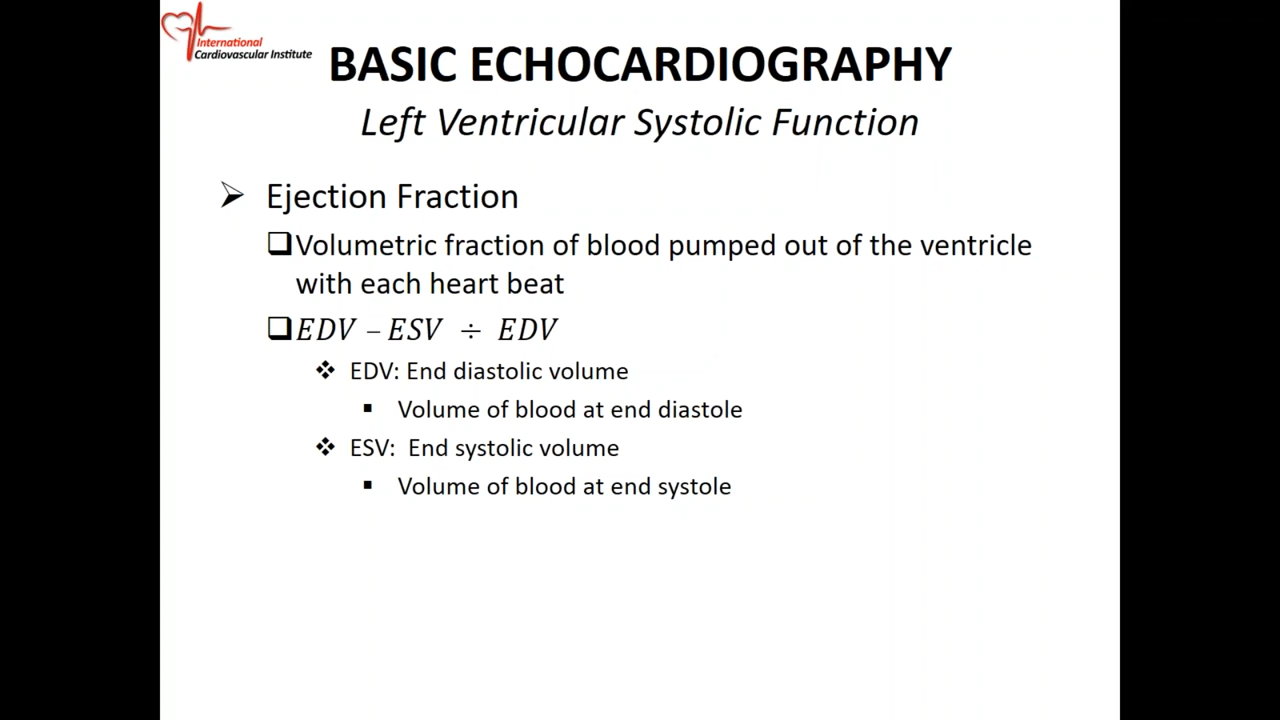 International
Cardiovascular Institute
BASIC ECHOCARDIOGRAPHY
Left Ventricular Systolic Function
Ejection Fraction
Volumetric fraction of blood pumped out of the ventricle
with each heart beat
EDV – ESV ÷ EDV
EDV: End diastolic volume
Volume of blood at end diastole
ESV: End systolic volume
Volume of blood at end systole